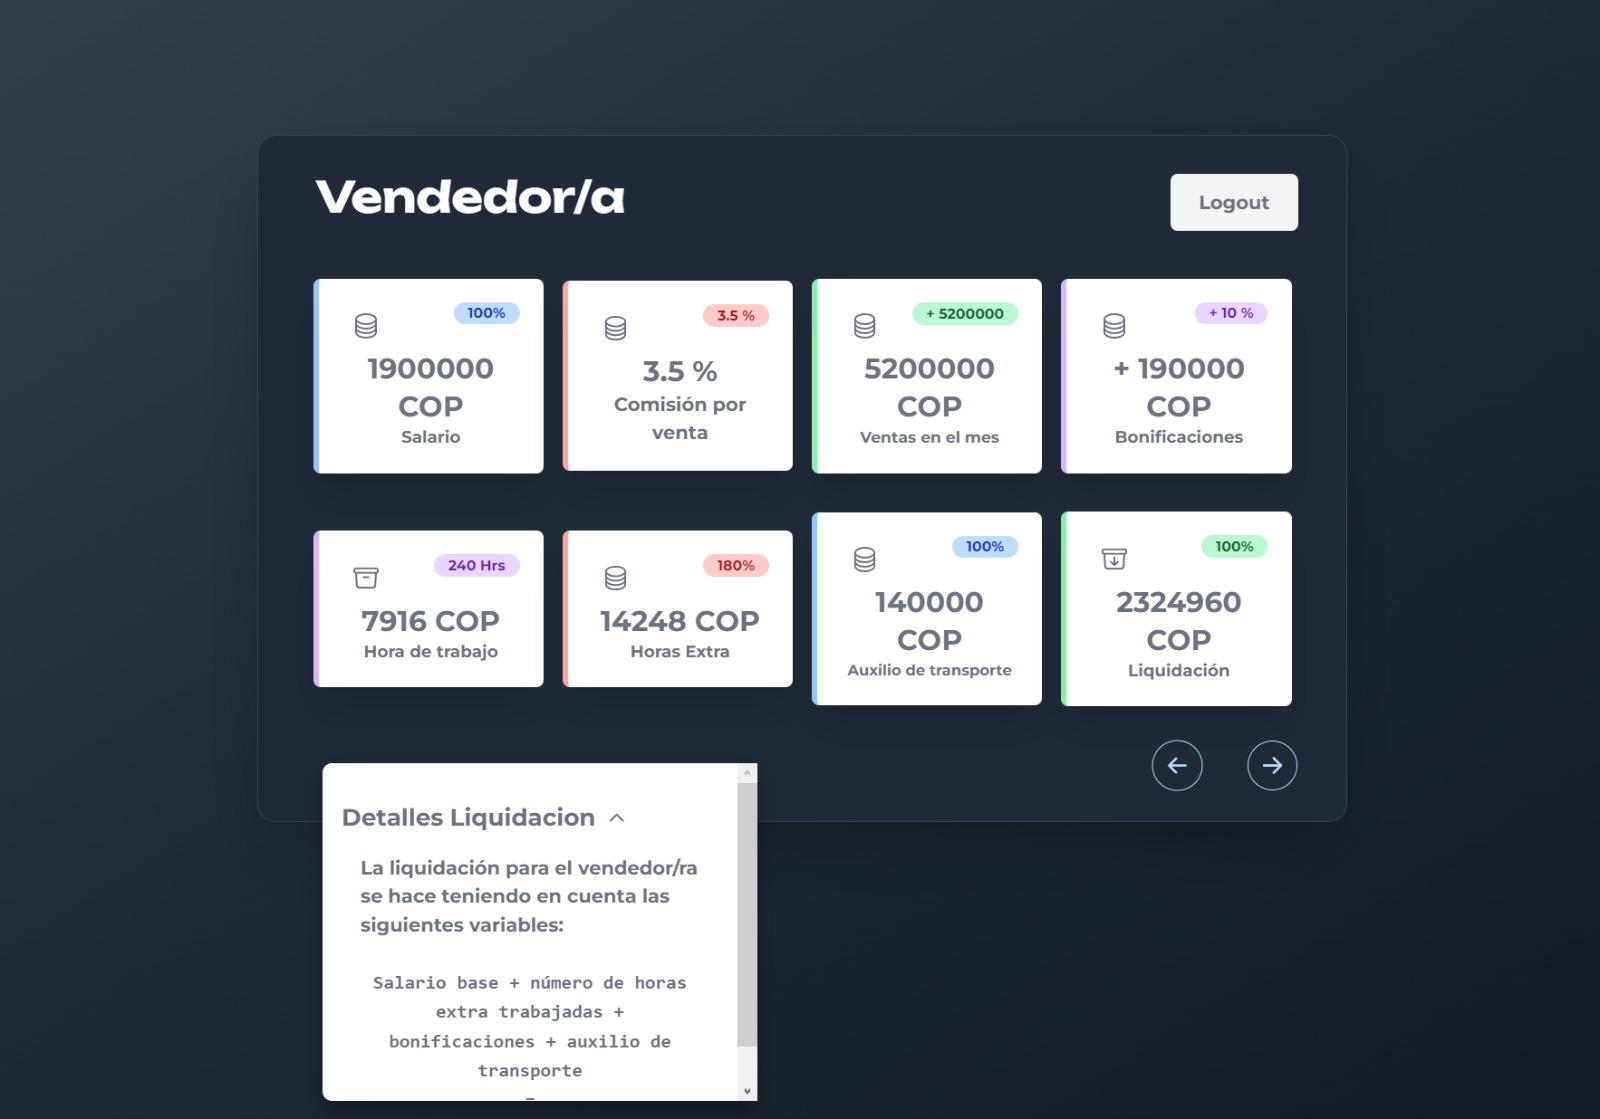 Vendedor/a
Logout
100%
1900000
COP
Salario
3.5 %
3.5 %
Comisión por
venta
+ 5200000
5200000
COP
Ventas en el mes
+ 10 %
+ 190000
COP
Bonificaciones
240 Hrs
7916 COP
Hora de trabajo
180%
14248 COP
Horas Extra
100%
140000
COP
Auxilio de transporte
100%
2324960
COP
Liquidación
Detalles Liquidacion
La liquidación para el vendedor/ra
se hace teniendo en cuenta las
siguientes variables:
Salario base + número de horas
extra trabajadas +
bonificaciones + auxilio de
transporte